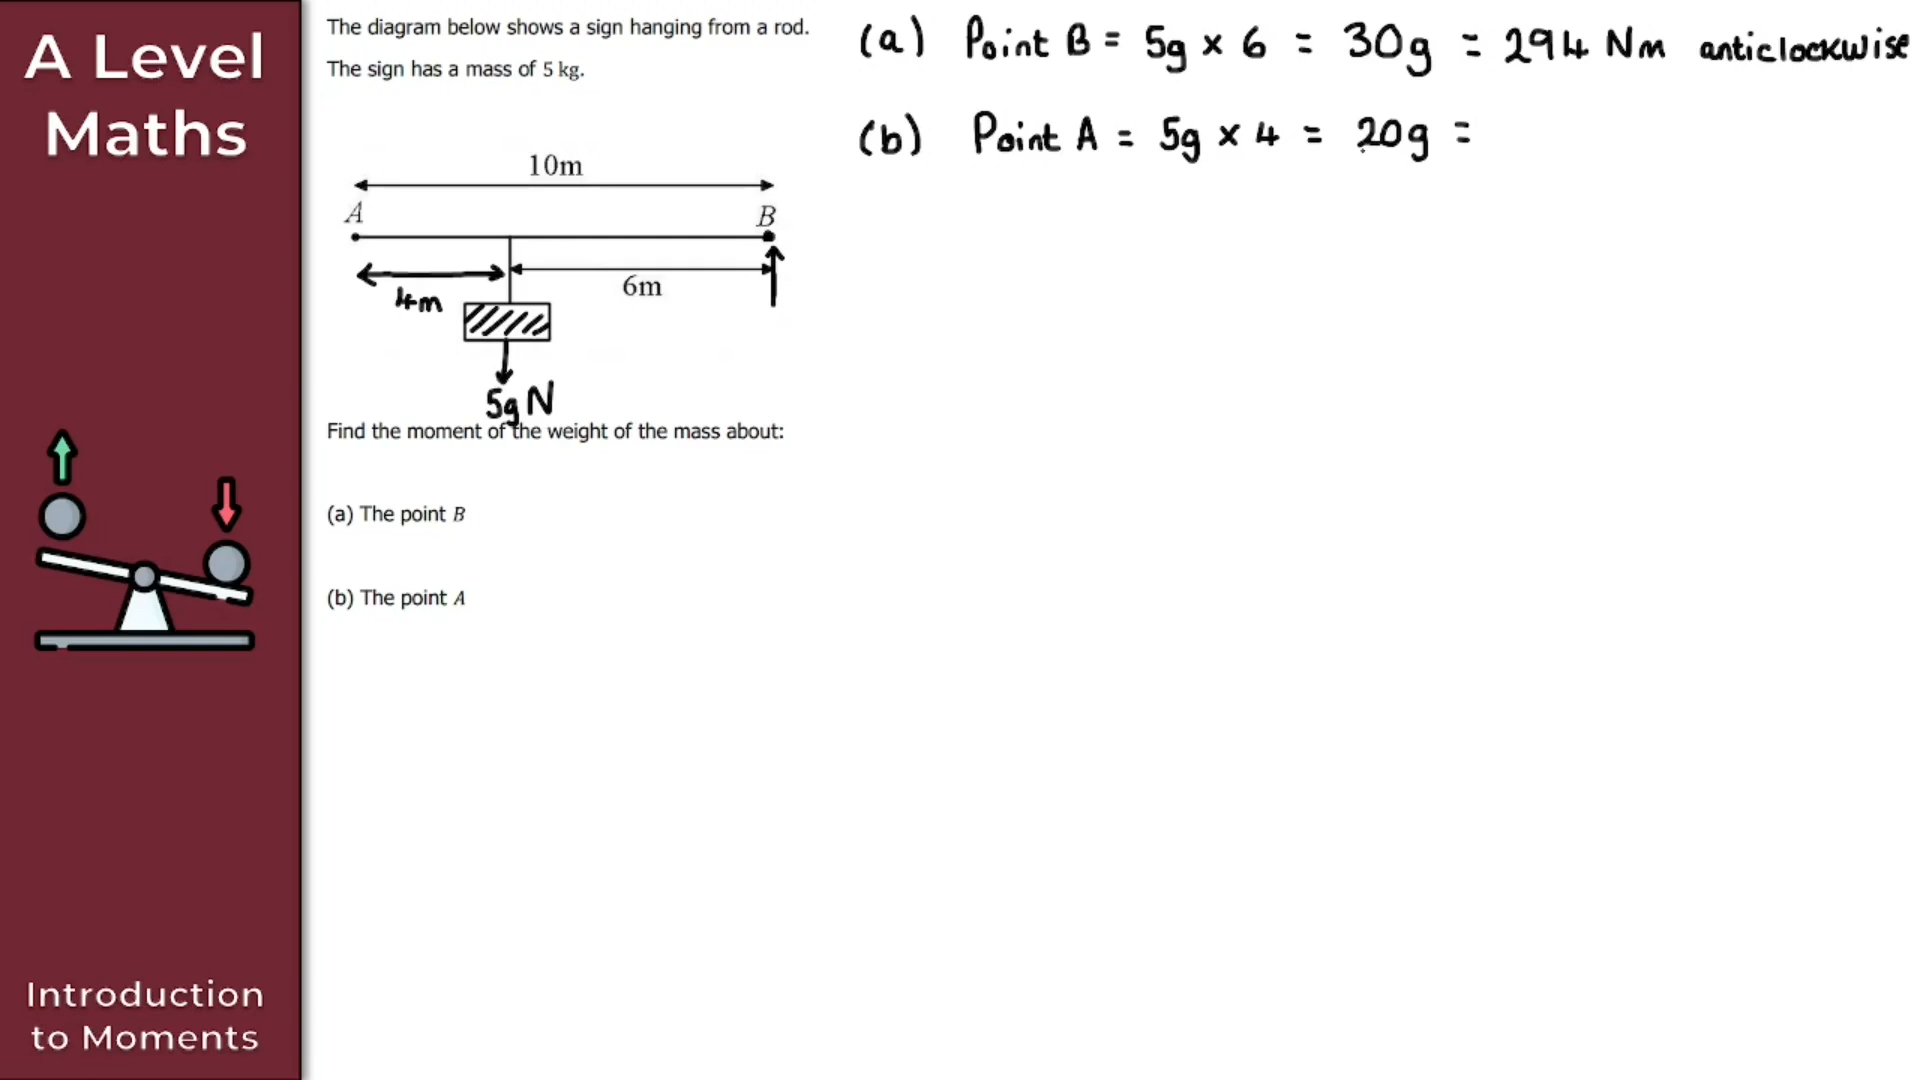 A Level
Maths
The diagram below shows a sign hanging from a rod.
The sign has a mass of 5 kg.
10m
A
B
4m
6m
5g N
Find the moment of the weight of the mass about:
(a) The point B
(b) The point A
(a) Point B = 5g × 6 = 30g = 294 Nm anticlockwise
(b) Point A = 5g × 4 = 20g =
Introduction
to Moments